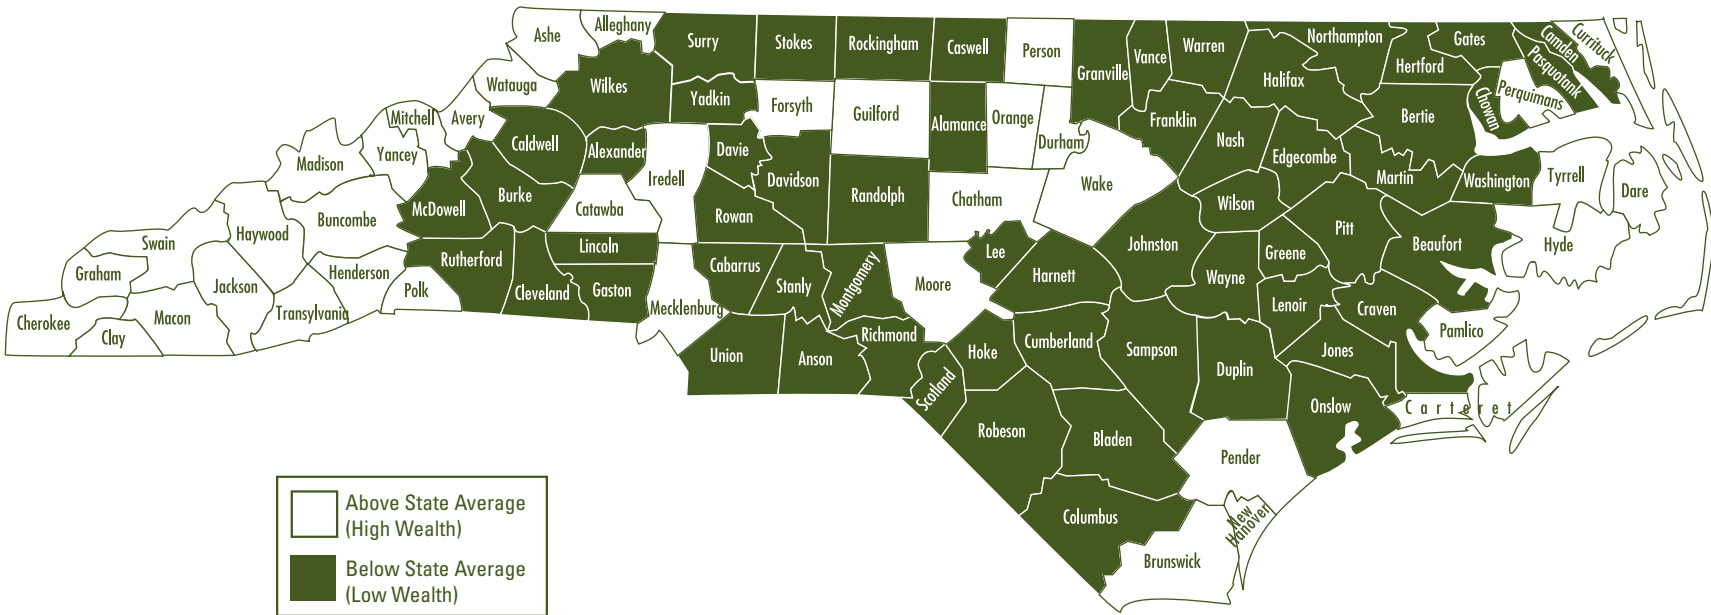 Ashe
Alleghany
Surry
Stokes
Rockingham
Caswell
Person
Granville
Vance
Warren
Northampton
Halifax
Gates
Hertford
Camden
Currituck
Pasquotank
Perquimans
Chowan
Watauga
Wilkes
Yadkin
Forsyth
Guilford
Alamance
Orange
Durham
Franklin
Nash
Bertie
Mitchell
Avery
Caldwell
Alexander
Iredell
Davie
Davidson
Randolph
Chatham
Wake
Edgecombe
Martin
Washington
Tyrrell
Dare
Madison
Yancey
McDowell
Burke
Catawba
Rowan
Wilson
Pitt
Beaufort
Hyde
Buncombe
Haywood
Swain
Graham
Jackson
Henderson
Rutherford
Polk
Lincoln
Cleveland
Gaston
Cabarrus
Stanly
Montgomery
Moore
Lee
Harnett
Johnston
Wayne
Greene
Lenoir
Craven
Pamlico
Cherokee
Clay
Macon
Transylvania
Mecklenburg
Union
Anson
Richmond
Scotland
Hoke
Cumberland
Sampson
Duplin
Jones
Onslow
Carteret
Robeson
Bladen
Pender
Columbus
Brunswick
New
Hanover
Above State Average
(High Wealth)
Below State Average
(Low Wealth)